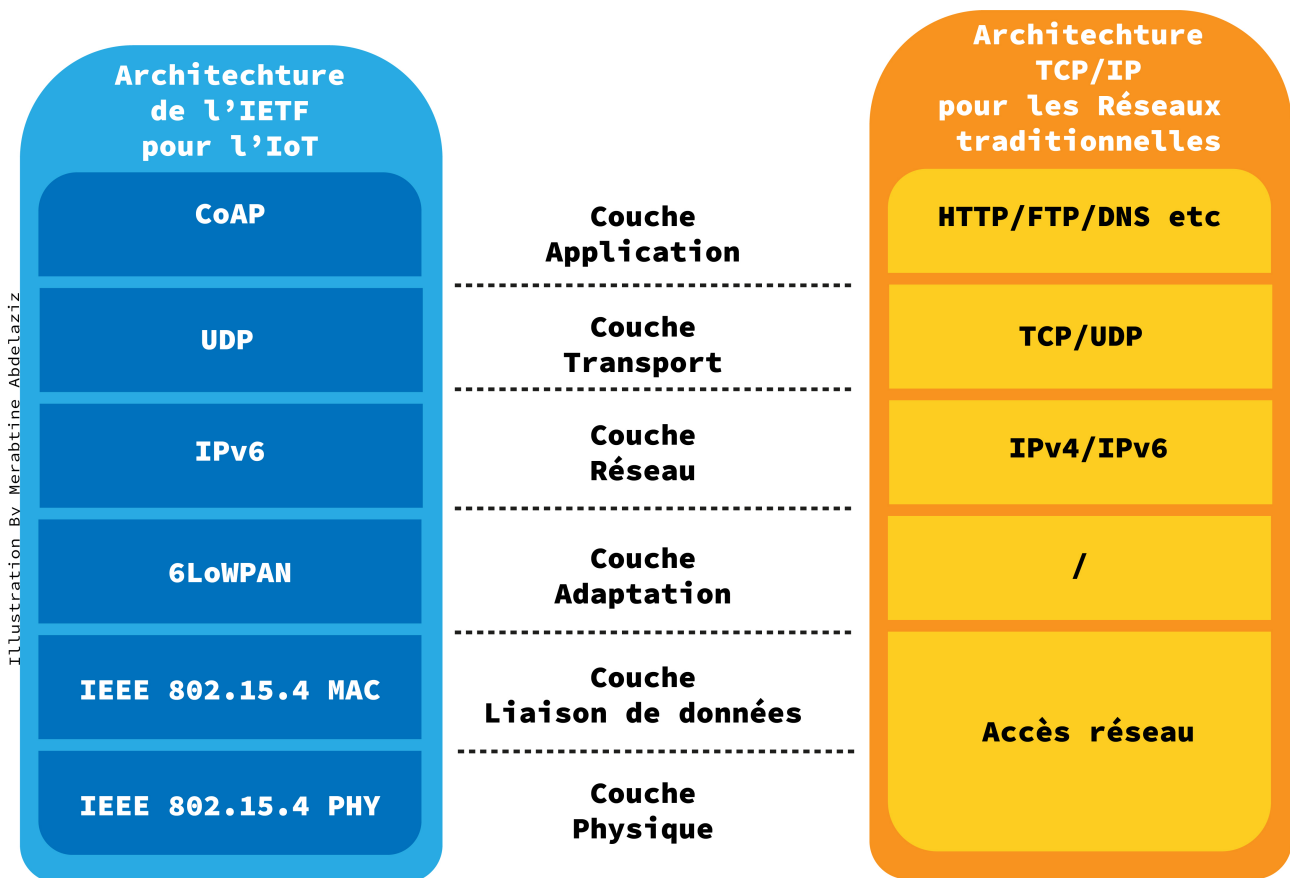 Architechture
de l’IETF
pour l’IoT
CoAP
UDP
IPv6
6LoWPAN
IEEE 802.15.4 MAC
IEEE 802.15.4 PHY
Couche
Application
Couche
Transport
Couche
Réseau
Couche
Adaptation
Couche
Liaison de données
Couche
Physique
Architechture
TCP/IP
pour les Réseaux
traditionnelles
HTTP/FTP/DNS etc
TCP/UDP
IPv4/IPv6
/
Accès réseau
Illustration By Merabtine Abdelaziz